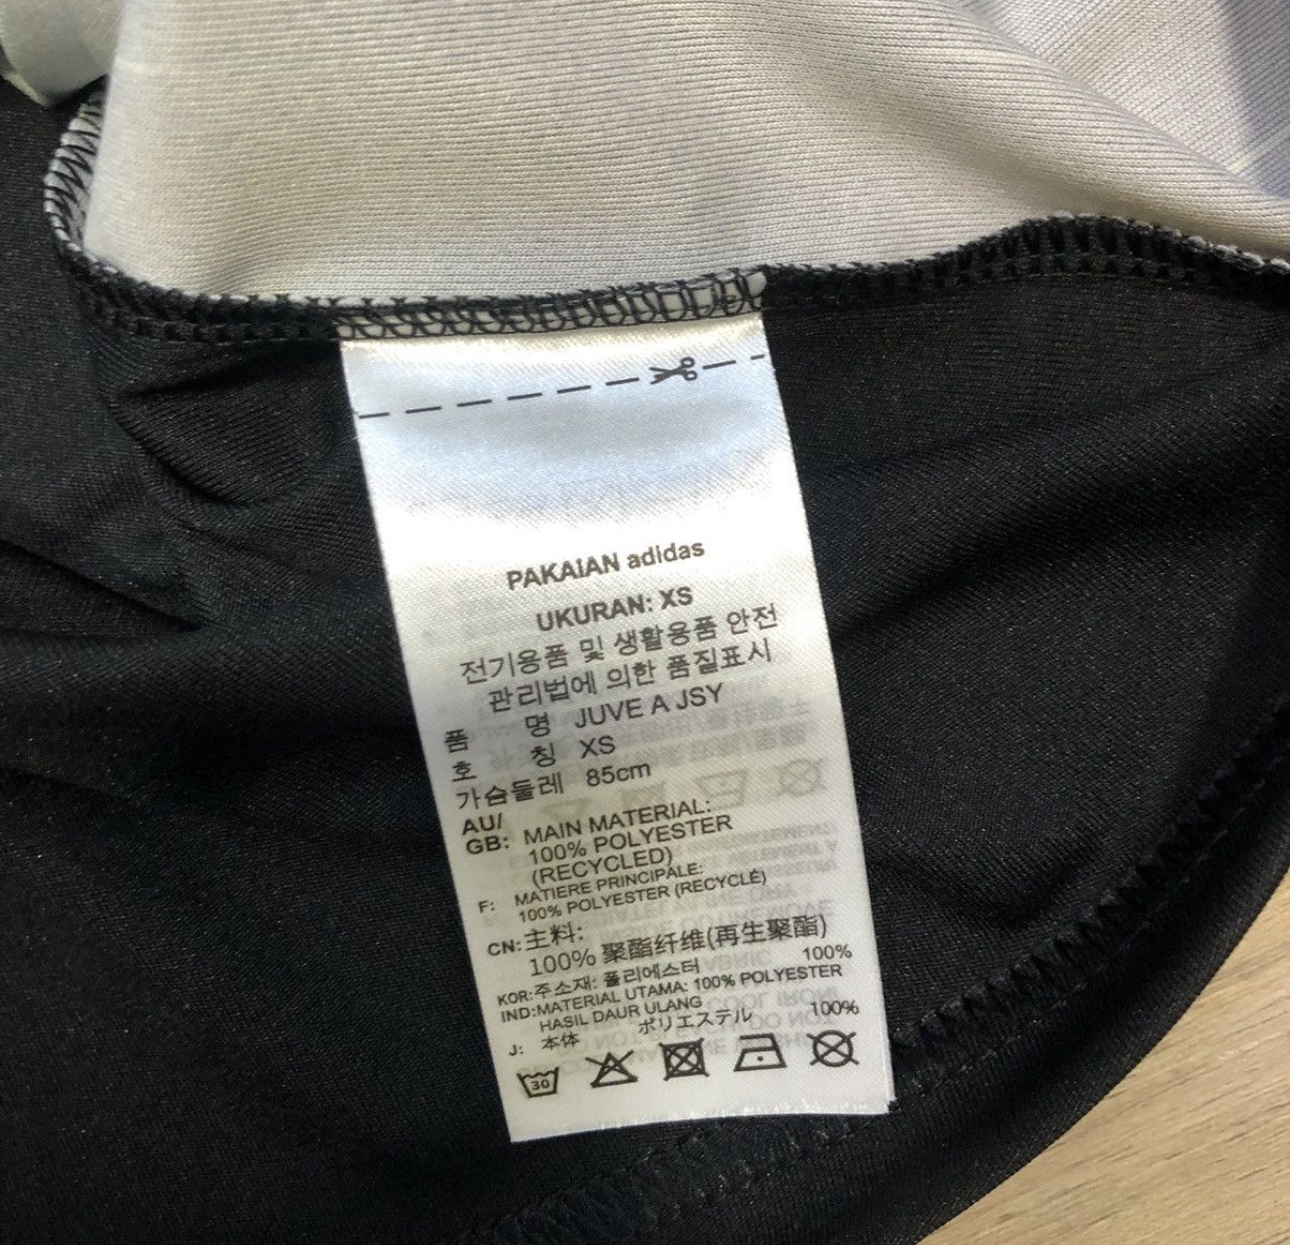 PAKAIAN adidas
UKURAN: XS
전기용품 및 생활용품 안전
관리법에 의한 품질표시
품 명 JUVE A JSY
호 칭 XS
가슴둘레 85cm
AU/
GB: MAIN MATERIAL:
100% POLYESTER
(RECYCLED)
F: MATIERE PRINCIPALE:
100% POLYESTER (RECYCLÉ)
CN: 主料:
100% 聚酯纤维(再生聚酯)
KOR: 주소재: 폴리에스터 100%
IND: MATERIAL UTAMA: 100% POLYESTER
HASIL DAUR ULANG
J: 本体 ポリエステル 100%
30